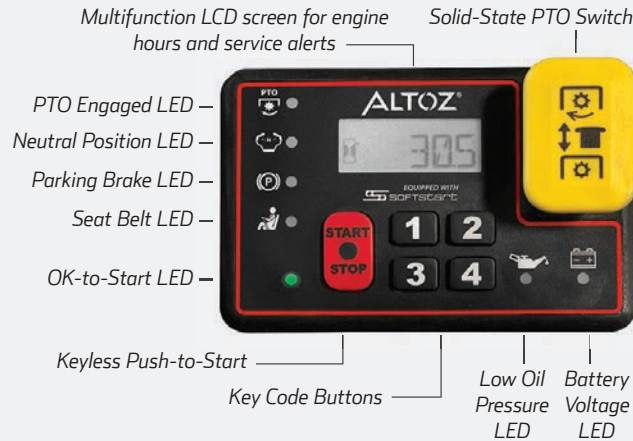 Multifunction LCD screen for engine
hours and service alerts
Solid-State PTO Switch
PTO Engaged LED
Neutral Position LED
Parking Brake LED
Seat Belt LED
OK-to-Start LED
PTO
N
P
ALTOZ
30.5
EQUIPPED WITH
SOFTSTART
START
STOP
1 2
3 4
Keyless Push-to-Start
Key Code Buttons
Low Oil
Pressure
LED
Battery
Voltage
LED